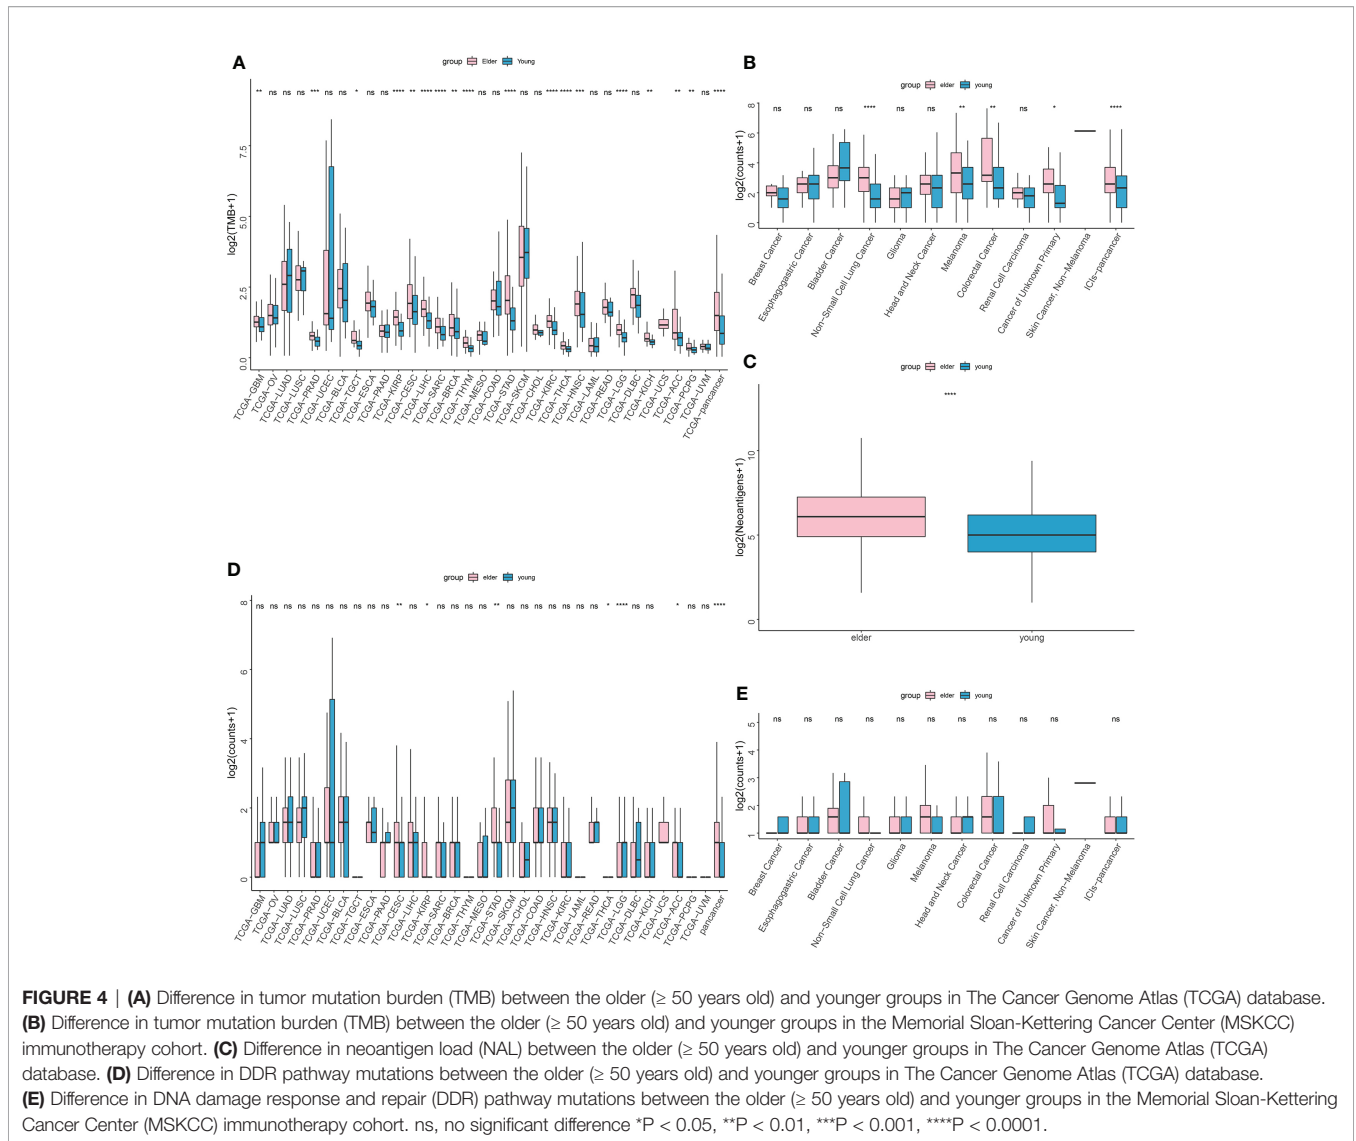 A
group Elder Young
** ns ns ns *** ns ns * ns ns **** ** **** **** ** **** ns ns **** ns ns **** **** *** ns ns **** ns ** ns ** ** ns ****
log2(TMB+1)
7.5
5.0
2.5
0.0
TCGA-GBM
TCGA-OV
TCGA-LUAD
TCGA-LUSC
TCGA-PRAD
TCGA-UCEC
TCGA-BLCA
TCGA-TGCT
TCGA-ESCA
TCGA-PAAD
TCGA-KIRP
TCGA-CESC
TCGA-LIHC
TCGA-SARC
TCGA-BRCA
TCGA-THYM
TCGA-MESO
TCGA-COAD
TCGA-STAD
TCGA-SKCM
TCGA-CHOL
TCGA-KIRC
TCGA-THCA
TCGA-HNSC
TCGA-LAML
TCGA-READ
TCGA-LGG
TCGA-DLBC
TCGA-KICH
TCGA-UCS
TCGA-ACC
TCGA-PCPG
TCGA-UVM
TCGA-pancancer
B
group elder young
ns ns ns **** ns ns ** ** ns * ****
log2(counts+1)
8
6
4
2
0
Breast Cancer
Esophagogastric Cancer
Bladder Cancer
Non-Small Cell Lung Cancer
Glioma
Head and Neck Cancer
Melanoma
Colorectal Cancer
Renal Cell Carcinoma
Cancer of Unknown Primary
Skin Cancer, Non-Melanoma
ICIs-pancancer
C
group elder young
****
log2(Neoantigens+1)
10
5
0
elder young
D
group elder young
ns ns ns ns ns ns ns ns ns ns ** ns * ns ns ns ns ** ns ns ns ns ns ns ns * **** ns ns * ns ns ****
log2(counts+1)
8
6
4
2
0
TCGA-GBM
TCGA-OV
TCGA-LUAD
TCGA-LUSC
TCGA-PRAD
TCGA-UCEC
TCGA-BLCA
TCGA-TGCT
TCGA-ESCA
TCGA-PAAD
TCGA-CESC
TCGA-LIHC
TCGA-KIRP
TCGA-SARC
TCGA-BRCA
TCGA-THYM
TCGA-MESO
TCGA-STAD
TCGA-SKCM
TCGA-CHOL
TCGA-COAD
TCGA-HNSC
TCGA-KIRC
TCGA-LAML
TCGA-READ
TCGA-THCA
TCGA-LGG
TCGA-DLBC
TCGA-KICH
TCGA-UCS
TCGA-ACC
TCGA-PCPG
TCGA-UVM
pancancer
E
group elder young
ns ns ns ns ns ns ns ns ns ns ns
log2(counts+1)
5
4
3
2
1
Breast Cancer
Esophagogastric Cancer
Bladder Cancer
Non-Small Cell Lung Cancer
Glioma
Melanoma
Head and Neck Cancer
Colorectal Cancer
Renal Cell Carcinoma
Cancer of Unknown Primary
Skin Cancer, Non-Melanoma
ICIs-pancancer
FIGURE 4 | (A) Difference in tumor mutation burden (TMB) between the older (≥ 50 years old) and younger groups in The Cancer Genome Atlas (TCGA) database.
(B) Difference in tumor mutation burden (TMB) between the older (≥ 50 years old) and younger groups in the Memorial Sloan-Kettering Cancer Center (MSKCC)
immunotherapy cohort. (C) Difference in neoantigen load (NAL) between the older (≥ 50 years old) and younger groups in The Cancer Genome Atlas (TCGA)
database. (D) Difference in DDR pathway mutations between the older (≥ 50 years old) and younger groups in The Cancer Genome Atlas (TCGA) database.
(E) Difference in DNA damage response and repair (DDR) pathway mutations between the older (≥ 50 years old) and younger groups in the Memorial Sloan-Kettering
Cancer Center (MSKCC) immunotherapy cohort. ns, no significant difference *P < 0.05, **P < 0.01, ***P < 0.001, ****P < 0.0001.